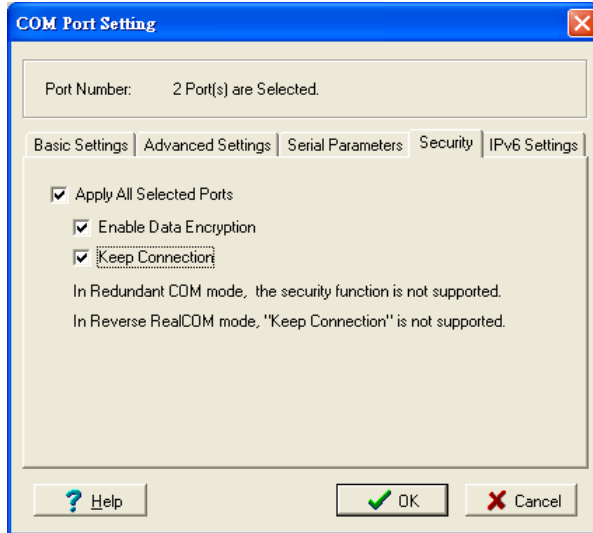 COM Port Setting
Port Number: 2 Port(s) are Selected.
Basic Settings Advanced Settings Serial Parameters Security IPv6 Settings
Apply All Selected Ports
Enable Data Encryption
Keep Connection
In Redundant COM mode, the security function is not supported.
In Reverse RealCOM mode, "Keep Connection" is not supported.
? Help OK Cancel